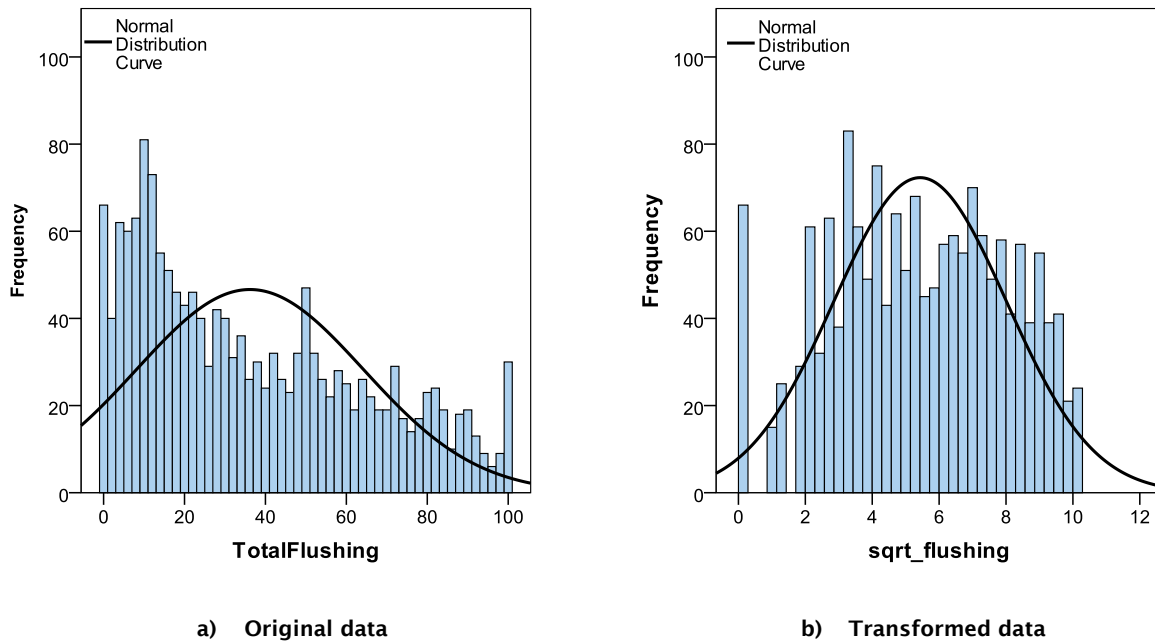 Normal
Distribution
Curve
100
80
60
40
20
0
Frequency
0 20 40 60 80 100
TotalFlushing
a) Original data
Normal
Distribution
Curve
100
80
60
40
20
0
Frequency
0 2 4 6 8 10 12
sqrt_flushing
b) Transformed data